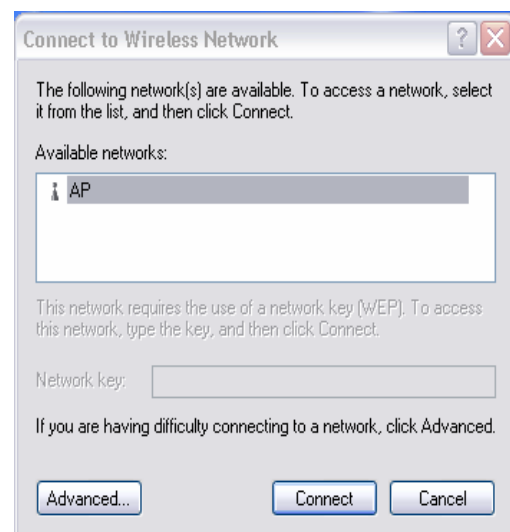 Connect to Wireless Network
The following network(s) are available. To access a network, select
it from the list, and then click Connect.
Available networks:
AP
This network requires the use of a network key (WEP). To access
this network, type the key, and then click Connect.
Network key:
If you are having difficulty connecting to a network, click Advanced.
Advanced... Connect Cancel